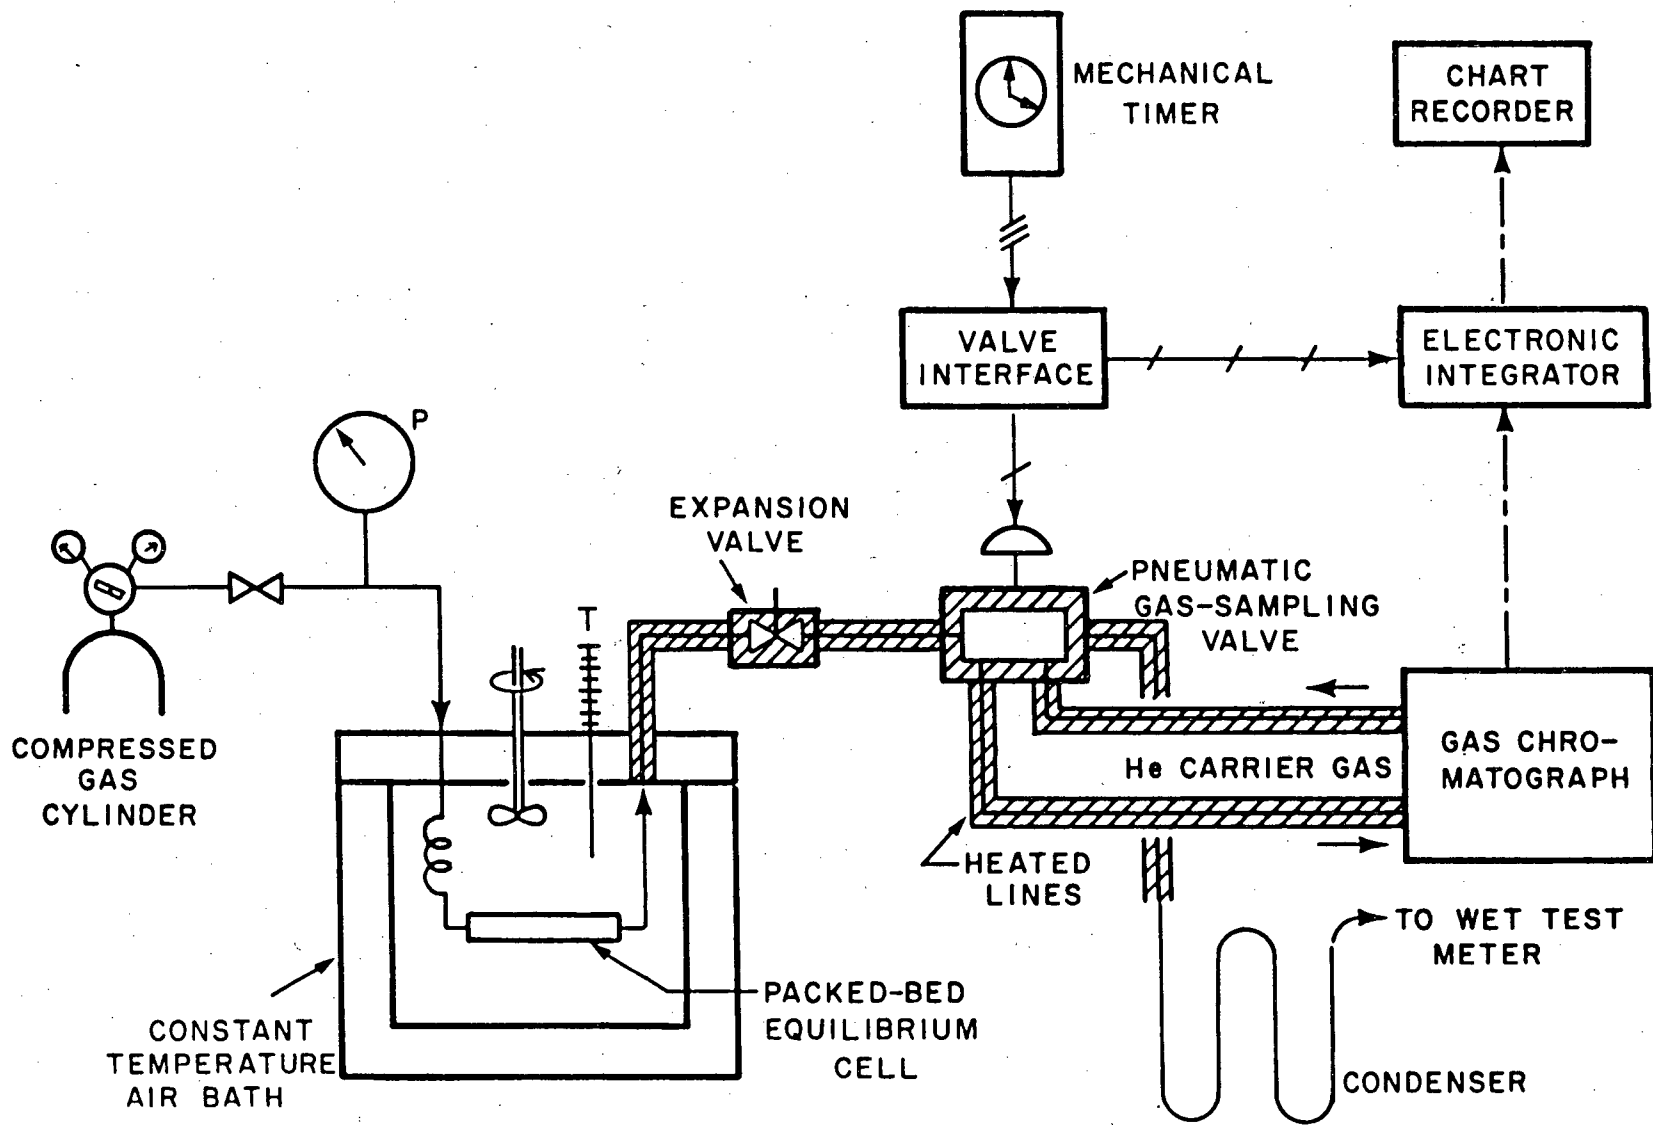 MECHANICAL
TIMER
CHART
RECORDER
VALVE
INTERFACE
ELECTRONIC
INTEGRATOR
P
EXPANSION
VALVE
PNEUMATIC
GAS-SAMPLING
VALVE
T
COMPRESSED
GAS
CYLINDER
GAS CHRO-
MATOGRAPH
He CARRIER GAS
HEATED
LINES
TO WET TEST
METER
PACKED-BED
EQUILIBRIUM
CELL
CONSTANT
TEMPERATURE
AIR BATH
CONDENSER